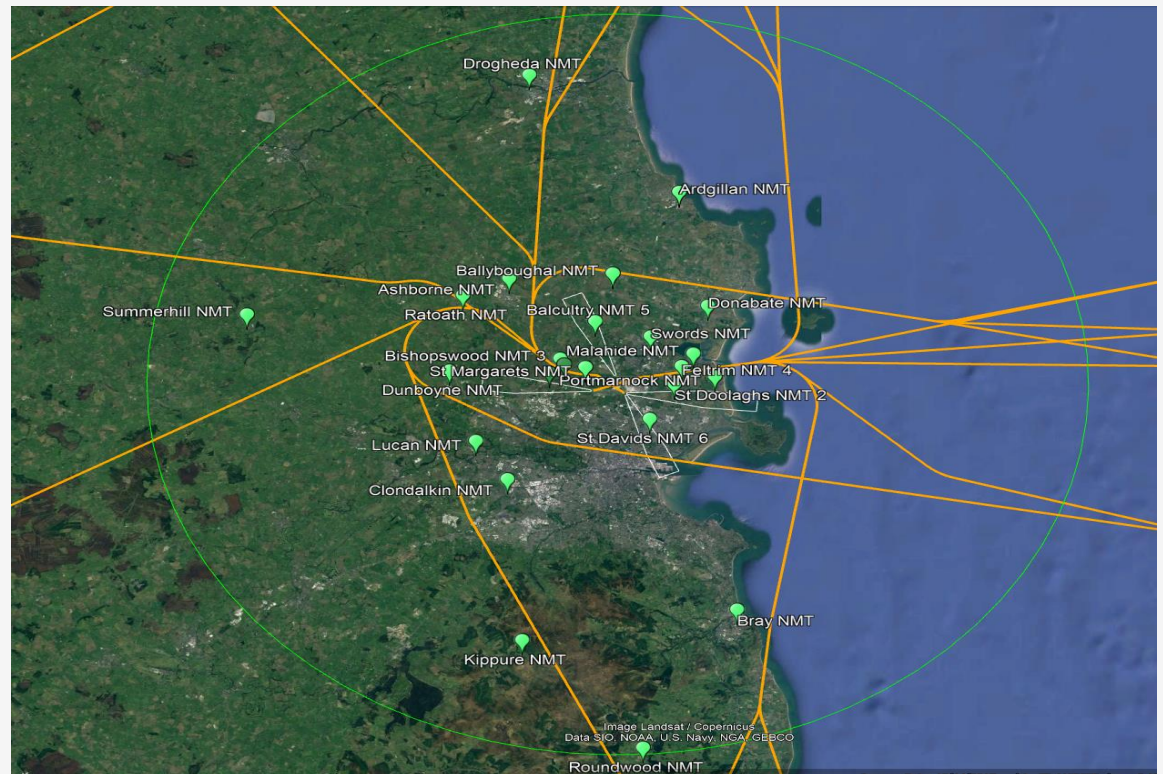 Drogheda NMT
Ardgillan NMT
Ballyboughal NMT
Ashborne NMT
Donabate NMT
Summerhill NMT
Balcultry NMT 5
Ratoath NMT
Swords NMT
Malahide NMT
Bishopswood NMT 3
St Margarets NMT
Feltrim NMT 4
Portmarnock NMT
Dunboyne NMT
St Doolaghs NMT 2
St Davids NMT 6
Lucan NMT
Clondalkin NMT
Bray NMT
Kippure NMT
Image Landsat / Copernicus
Data SIO, NOAA, U.S. Navy, NGA, GEBCO
Roundwood NMT